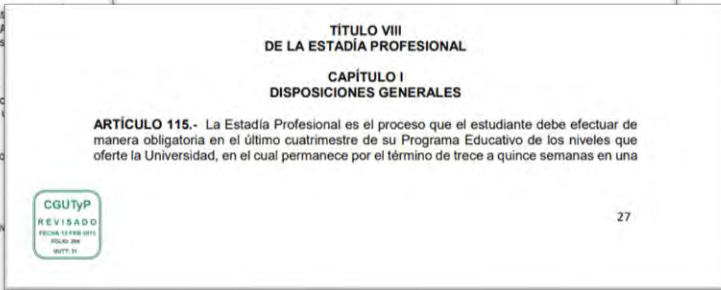 TÍTULO VIII
DE LA ESTADÍA PROFESIONAL
CAPÍTULO I
DISPOSICIONES GENERALES
ARTÍCULO 115.- La Estadía Profesional es el proceso que el estudiante debe efectuar de
manera obligatoria en el último cuatrimestre de su Programa Educativo de los niveles que
oferte la Universidad, en el cual permanece por el término de trece a quince semanas en una
CGUTyP
REVISADO
27